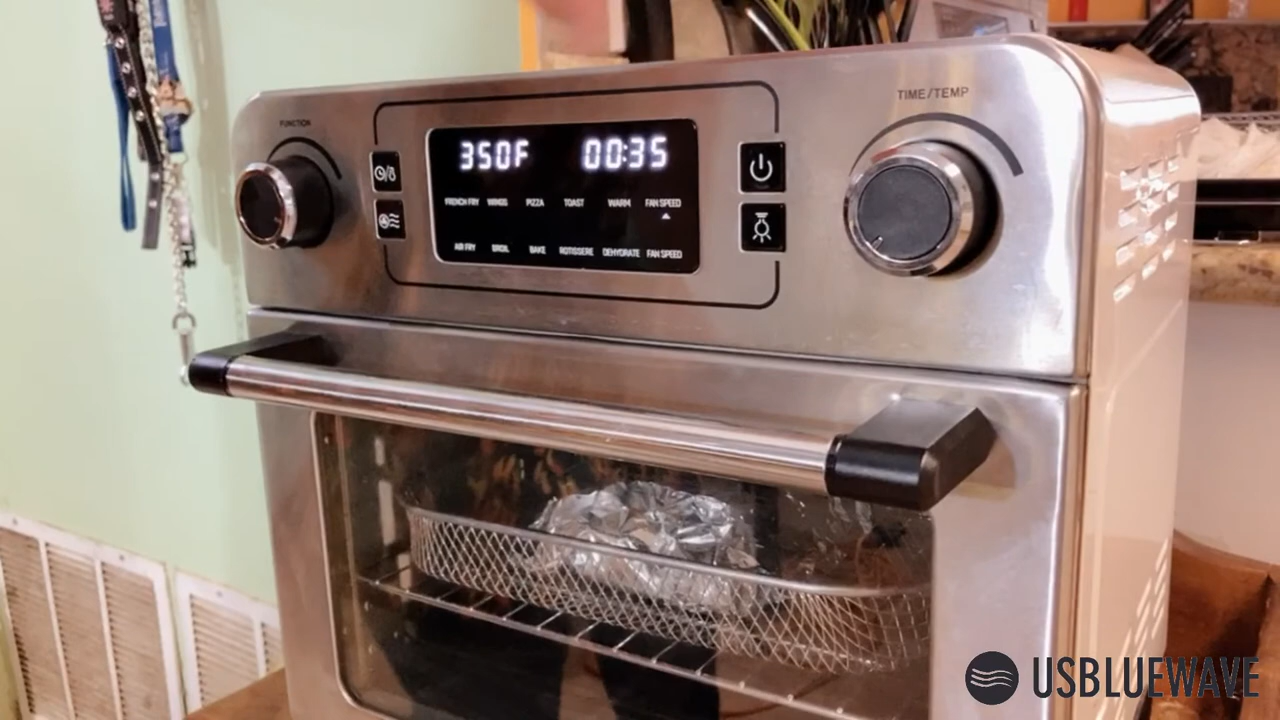 FUNCTION
TIME/TEMP
350F 00:35
FRENCH FRY WINGS PIZZA TOAST WARM FAN SPEED
AIR FRY BROIL BAKE ROTISSERE DEHYDRATE FAN SPEED
USBLUEWAVE